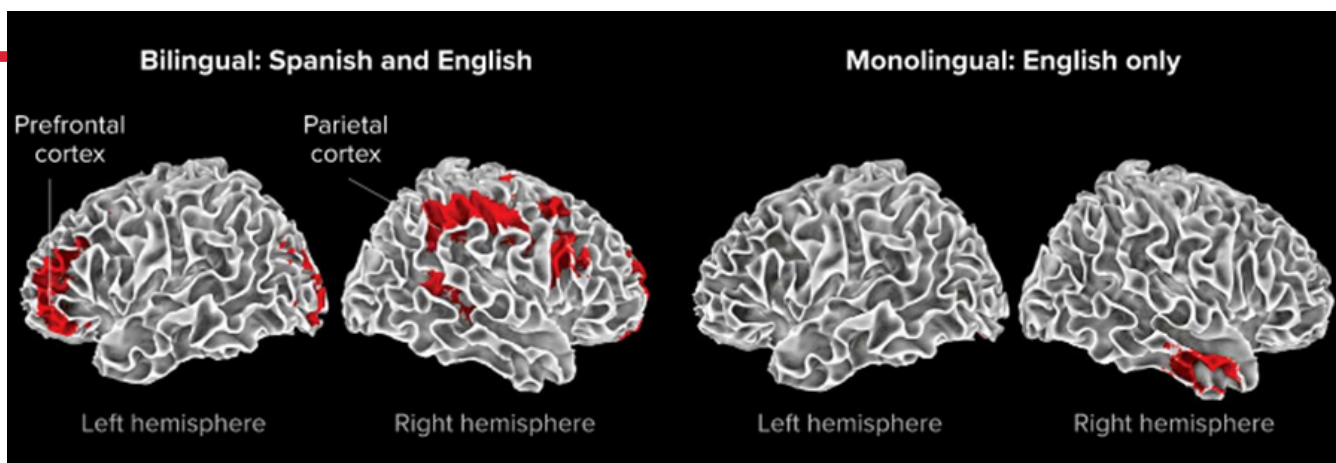 Bilingual: Spanish and English
Monolingual: English only
Prefrontal
cortex
Parietal
cortex
Left hemisphere
Right hemisphere
Left hemisphere
Right hemisphere